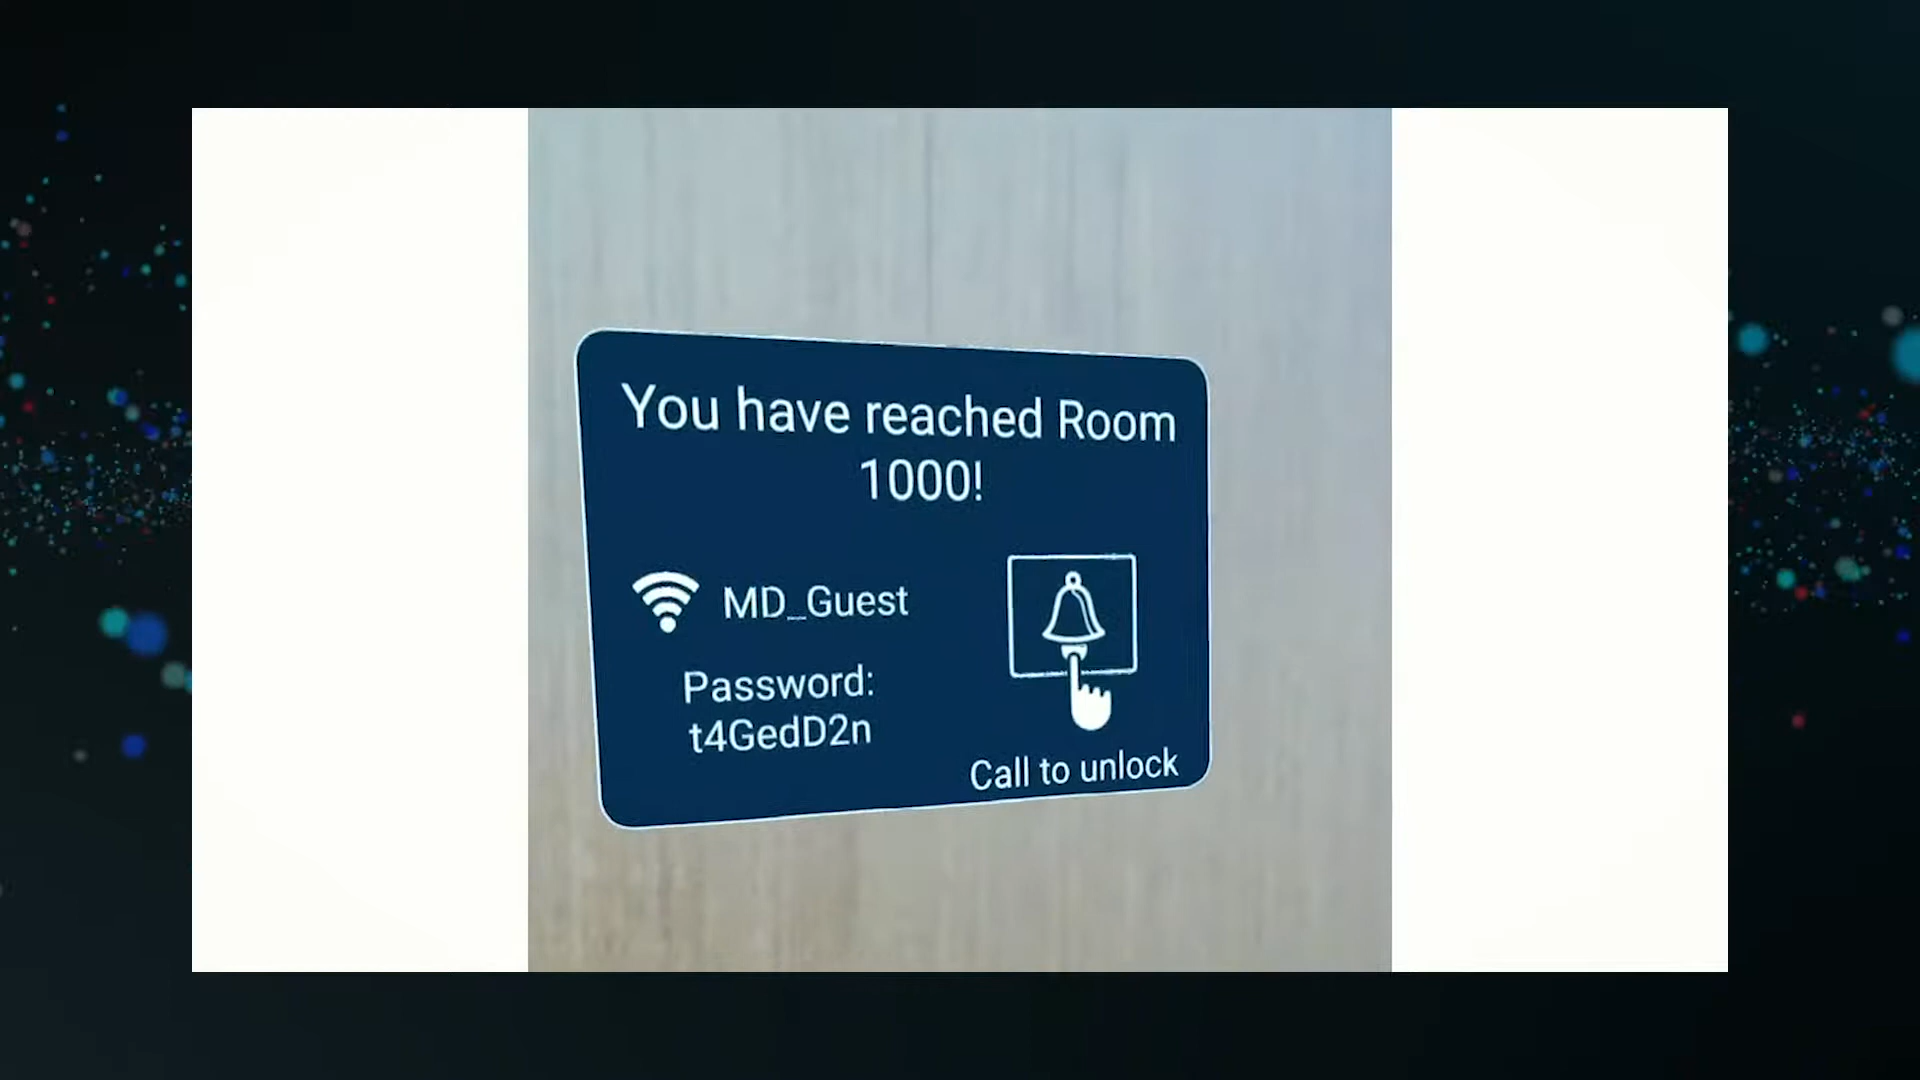 You have reached Room
1000!
MD_Guest
Password:
t4GedD2n
Call to unlock